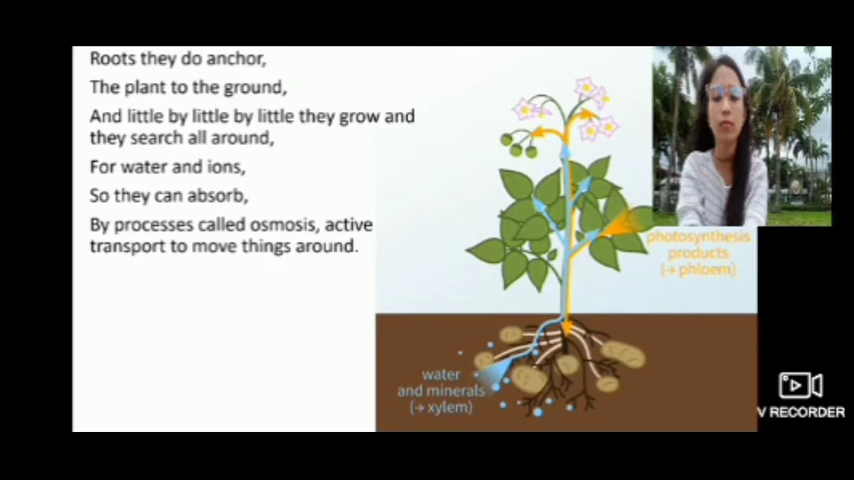 Roots they do anchor,
The plant to the ground,
And little by little by little they grow and
they search all around,
For water and ions,
So they can absorb,
By processes called osmosis, active
transport to move things around.
photosynthesis
products
(→ phloem)
water
and minerals
(→ xylem)
V RECORDER